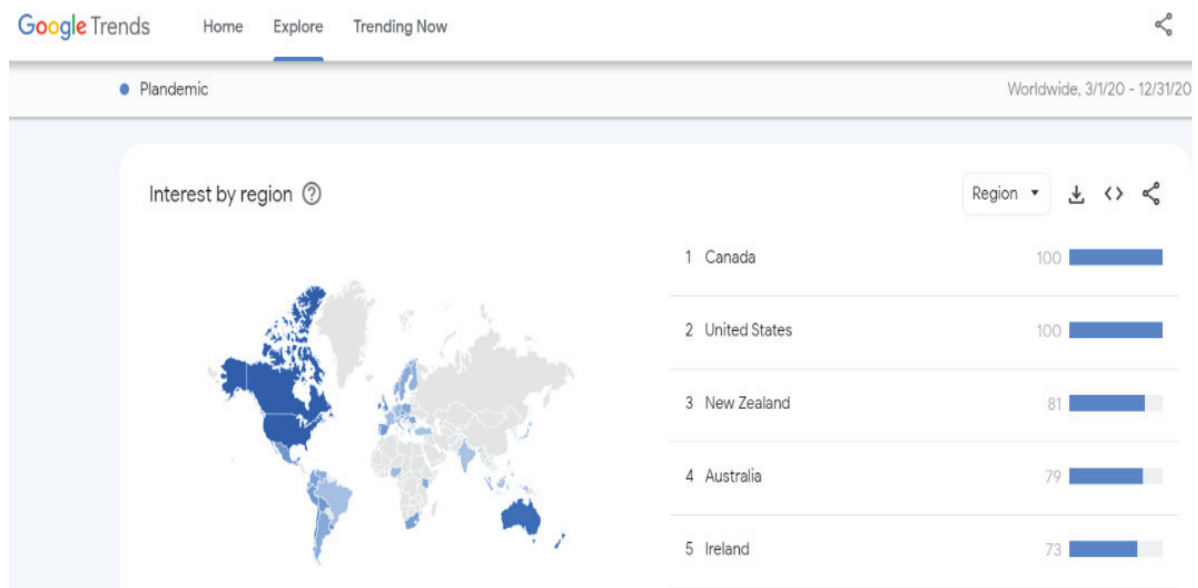 Google Trends Home Explore Trending Now
Plandemic Worldwide, 3/1/20 - 12/31/20
Interest by region ? Region
1 Canada 100
2 United States 100
3 New Zealand 81
4 Australia 79
5 Ireland 73